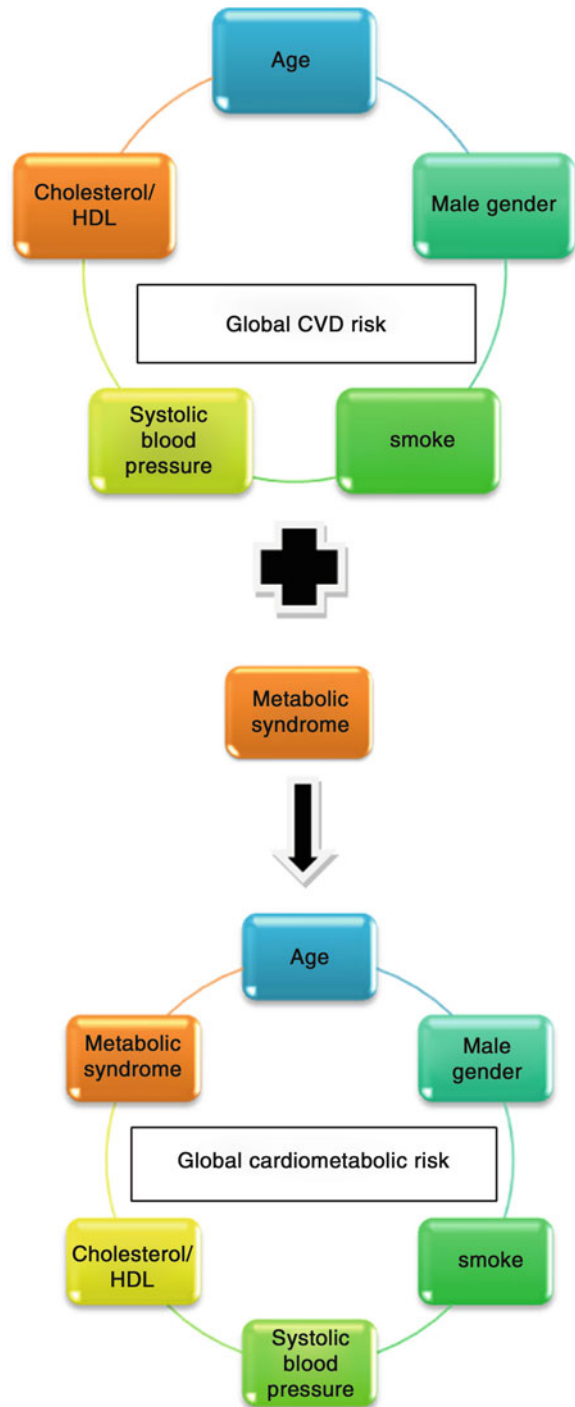 Age
Cholesterol/
HDL
Male gender
Global CVD risk
Systolic
blood
pressure
smoke
Metabolic
syndrome
Age
Metabolic
syndrome
Male
gender
Global cardiometabolic risk
Cholesterol/
HDL
smoke
Systolic
blood
pressure